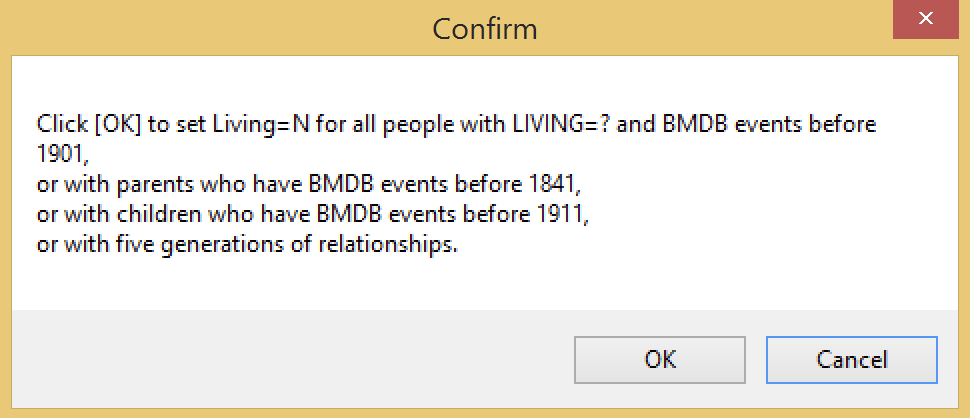 Confirm
Click [OK] to set Living=N for all people with LIVING=? and BMDB events before
1901,
or with parents who have BMDB events before 1841,
or with children who have BMDB events before 1911,
or with five generations of relationships.
OK
Cancel